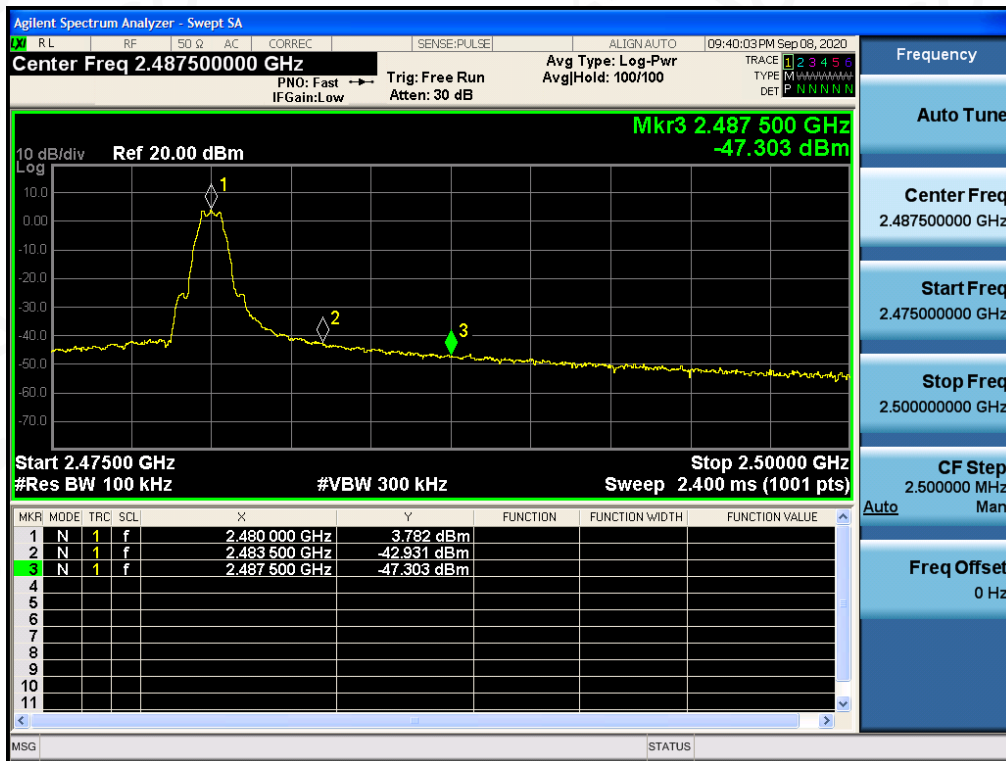 Agilent Spectrum Analyzer - Swept SA
LXI RL RF 50 Ω AC CORREC SENSE:PULSE ALIGN AUTO 09:40:03 PM Sep 08, 2020
Center Freq 2.487500000 GHz
PNO: Fast
IFGain:Low
Trig: Free Run
Atten: 30 dB
Avg Type: Log-Pwr
Avg|Hold: 100/100
TRACE 1 2 3 4 5 6
TYPE M
DET P N N N N N
Mkr3 2.487 500 GHz
-47.303 dBm
10 dB/div Ref 20.00 dBm
Log
10.0
0.00
-10.0
-20.0
-30.0
-40.0
-50.0
-60.0
-70.0
1
2
3
Start 2.47500 GHz Stop 2.50000 GHz
#Res BW 100 kHz #VBW 300 kHz Sweep 2.400 ms (1001 pts)
MKR MODE TRC SCL X Y FUNCTION FUNCTION WIDTH FUNCTION VALUE
1 N 1 f 2.480 000 GHz 3.782 dBm
2 N 1 f 2.483 500 GHz -42.931 dBm
3 N 1 f 2.487 500 GHz -47.303 dBm
4
5
6
7
8
9
10
11
MSG STATUS
Frequency
Auto Tune
Center Freq
2.487500000 GHz
Start Freq
2.475000000 GHz
Stop Freq
2.500000000 GHz
CF Step
2.500000 MHz
Auto Man
Freq Offset
0 Hz